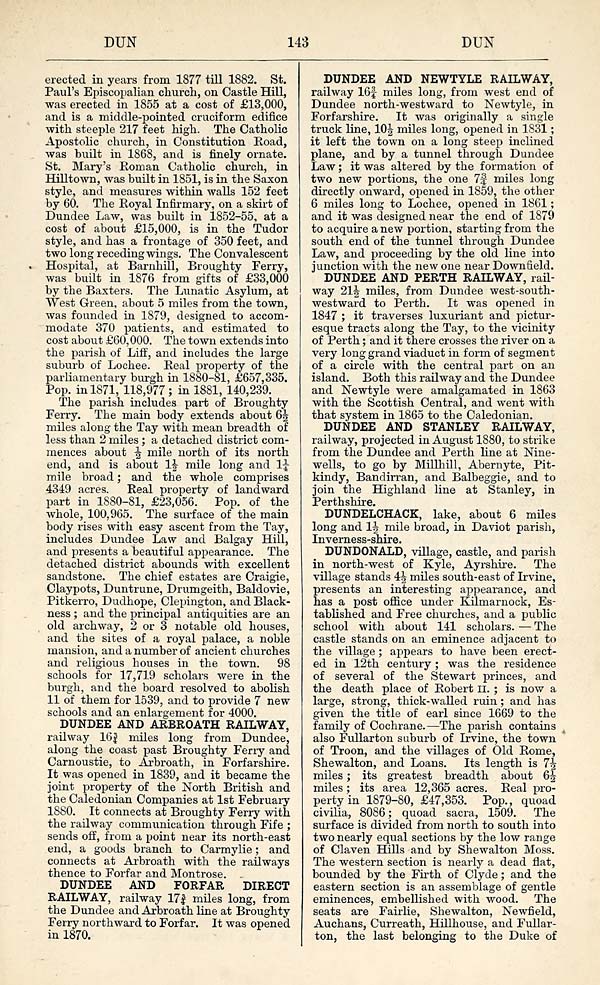 DUN 143 DUN
erected in years from 1877 till 1882. St.
Paul's Episcopalian church, on Castle Hill,
was erected in 1855 at a cost of £13,000,
and is a middle-pointed cruciform edifice
with steeple 217 feet high. The Catholic
Apostolic church, in Constitution Road,
was built in 1868, and is finely ornate.
St. Mary's Roman Catholic church, in
Hilltown, was built in 1851, is in the Saxon
style, and measures within walls 152 feet
by 60. The Royal Infirmary, on a skirt of
Dundee Law, was built in 1852-55, at a
cost of about £15,000, is in the Tudor
style, and has a frontage of 350 feet, and
two long receding wings. The Convalescent
Hospital, at Barnhill, Broughty Ferry,
was built in 1876 from gifts of £33,000
by the Baxters. The Lunatic Asylum, at
West Green, about 5 miles from the town,
was founded in 1879, designed to accom-
modate 370 patients, and estimated to
cost about £60,000. The town extends into
the parish of Liff, and includes the large
suburb of Lochee. Real property of the
parliamentary burgh in 1880-81, £657,335.
Pop. in 1871, 118,977; in 1881, 140,239.
The parish includes part of Broughty
Ferry. The main body extends about 6½
miles along the Tay with mean breadth of
less than 2 miles; a detached district com-
mences about ½ mile north of its north
end, and is about 1½ mile long and 1¼
mile broad; and the whole comprises
4349 acres. Real property of landward
part in 1880-81, £23,056. Pop. of the
whole, 100,965. The surface of the main
body rises with easy ascent from the Tay,
includes Dundee Law and Balgay Hill,
and presents a beautiful appearance. The
detached district abounds with excellent
sandstone. The chief estates are Craigie,
Claypots, Duntrune, Drumgeith, Baldovie,
Pitkerro, Dudhope, Clepington, and Black-
ness; and the principal antiquities are an
old archway, 2 or 3 notable old houses,
and the sites of a royal palace, a noble
mansion, and a number of ancient churches
and religious houses in the town. 98
schools for 17,719 scholars were in the
burgh, and the board resolved to abolish
11 of them for 1539, and to provide 7 new
schools and an enlargement for 4000.
DUNDEE AND ARBROATH RAILWAY,
railway 16¾ miles long from Dundee,
along the coast past Broughty Ferry and
Carnoustie, to Arbroath, in Forfarshire.
It was opened in 1839, and it became the
joint property of the North British and
the Caledonian Companies at 1st February
1880. It connects at Broughty Ferry with
the railway communication through Fife;
sends off, from a point near its north-east
end, a goods branch to Carmylie; and
connects at Arbroath with the railways
thence to Forfar and Montrose.
DUNDEE AND FORFAR DIRECT
RAILWAY, railway 17¾ miles long, from
the Dundee and Arbroath line at Broughty
Ferry northward to Forfar. It was opened
in 1870.
DUNDEE AND NEWTYLE RAILWAY,
railway 16¾ miles long, from west end of
Dundee north-westward to Newtyle, in
Forfarshire. It was originally a single
truck line, 10½ miles long, opened in 1831;
it left the town on a long steep inclined
plane, and by a tunnel through Dundee
Law; it was altered by the formation of
two new portions, the one 7¾ miles long
directly onward, opened in 1859, the other
6 miles long to Lochee, opened in 1861;
and it was designed near the end of 1879
to acquire a new portion, starting from the
south end of the tunnel through Dundee
Law, and proceeding by the old line into
junction with the new one near Downfield.
DUNDEE AND PERTH RAILWAY, rail-
way 21½ miles, from Dundee west-south-
westward to Perth. It was opened in
1847; it traverses luxuriant and pictur-
esque tracts along the Tay, to the vicinity
of Perth; and it there crosses the river on a
very long grand viaduct in form of segment
of a circle with the central part on an
island. Both this railway and the Dundee
and Newtyle were amalgamated in 1863
with the Scottish Central, and went with
that system in 1865 to the Caledonian.
DUNDEE AND STANLEY RAILWAY,
railway, projected in August 1880, to strike
from the Dundee and Perth line at Nine-
wells, to go by Millhill, Abernyte, Pit-
kindy, Bandirran, and Balbeggie, and to
join the Highland line at Stanley, in
Perthshire.
DUNDELCHACK, lake, about 6 miles
long and 1½ mile broad, in Daviot parish,
Inverness-shire.
DUNDONALD, village, castle, and parish
in north-west of Kyle, Ayrshire. The
village stands 4½ miles south-east of Irvine,
presents an interesting appearance, and
has a post office under Kilmarnock, Es-
tablished and Free churches, and a public
school with about 141 scholars.—The
castle stands on an eminence adjacent to
the village; appears to have been erect-
ed in 12th century; was the residence
of several of the Stewart princes, and
the death place of Robert II.; is now a
large, strong, thick-walled ruin; and has
given the title of earl since 1669 to the
family of Cochrane.—The parish contains
also Fullarton suburb of Irvine, the town
of Troon, and the villages of Old Rome,
Shewalton, and Loans. Its length is 7½
miles; its greatest breadth about 6½
miles; its area 12,365 acres. Real pro-
perty in 1879-80, £47,353. Pop., quoad
civilia, 8086; quoad sacra, 1509. The
surface is divided from north to south into
two nearly equal sections by the low range
of Claven Hills and by Shewalton Moss.
The western section is nearly a dead flat,
bounded by the Firth of Clyde; and the
eastern section is an assemblage of gentle
eminences, embellished with wood. The
seats are Fairlie, Shewalton, Newfield,
Auchans, Curreath, Hillhouse, and Fullar-
ton, the last belonging to the Duke of